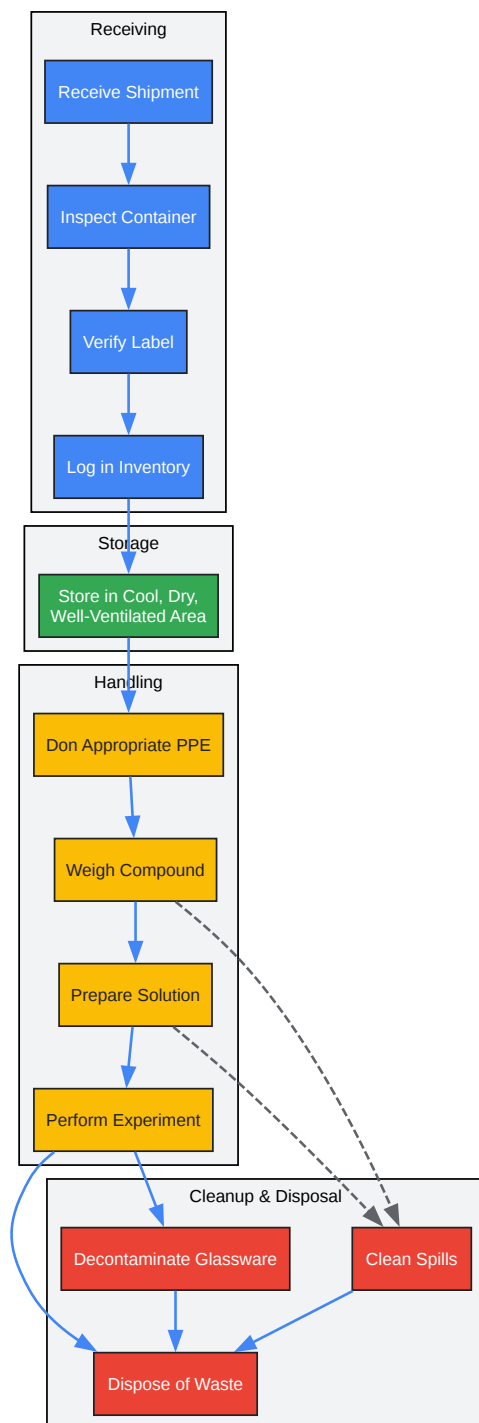 Receiving
Receive Shipment
Inspect Container
Verify Label
Log in Inventory
Storage
Store in Cool, Dry,
Well-Ventilated Area
Handling
Don Appropriate PPE
Weigh Compound
Prepare Solution
Perform Experiment
Cleanup & Disposal
Decontaminate Glassware
Clean Spills
Dispose of Waste